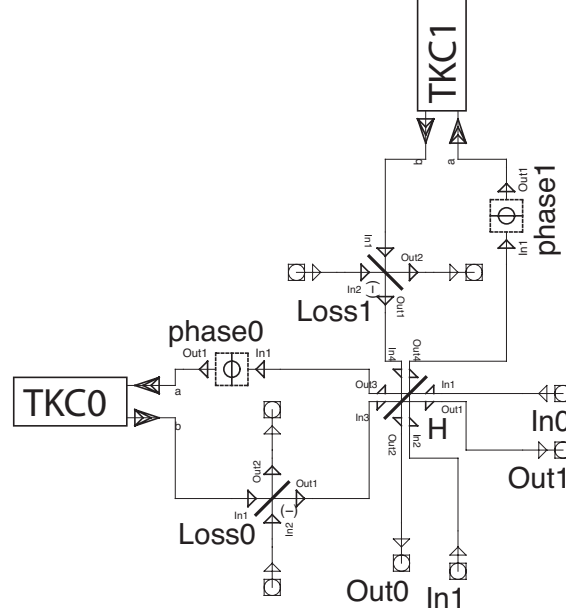 TKC1
b
a
Out1
phase1
In1
In1
Out2
In2
(-)
Out1
Loss1
phase0
Out1
In1
In4
Out4
TKC0
a
b
Out3
In1
In3
Out1
In0
H
Out2
In2
Out1
Out2
Out1
In1
(-)
In2
Loss0
Out0
In1